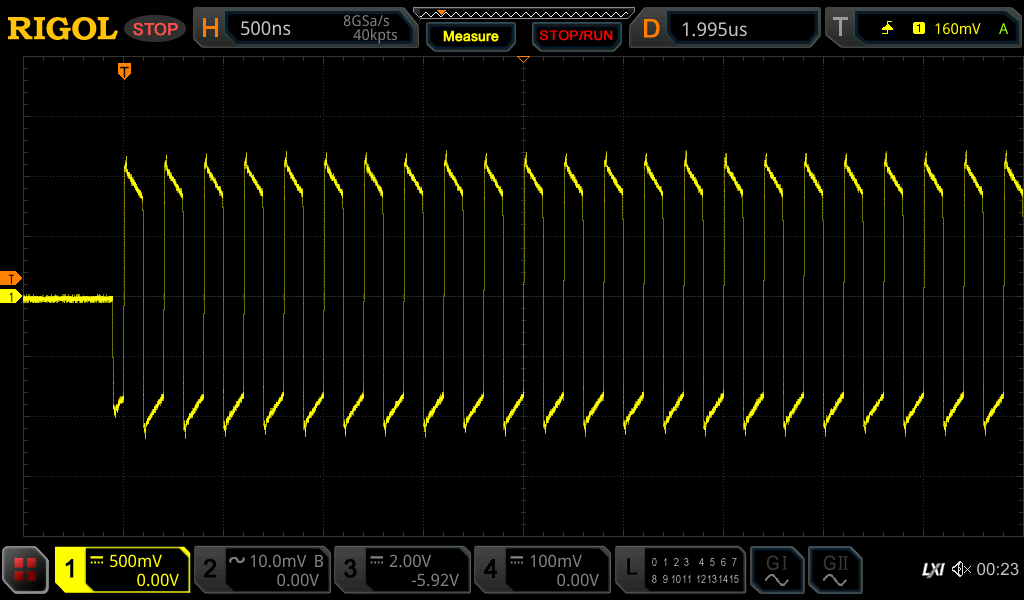 RIGOL STOP H 500ns 8GSa/s 40kpts Measure STOP/RUN D 1.995us T 1 160mV A
T
T
1
1 500mV 0.00V 2 10.0mV B 0.00V 3 2.00V -5.92V 4 100mV 0.00V L 0 1 2 3 4 5 6 7 8 9 10 11 12 13 14 15 GI GII LXI 00:23